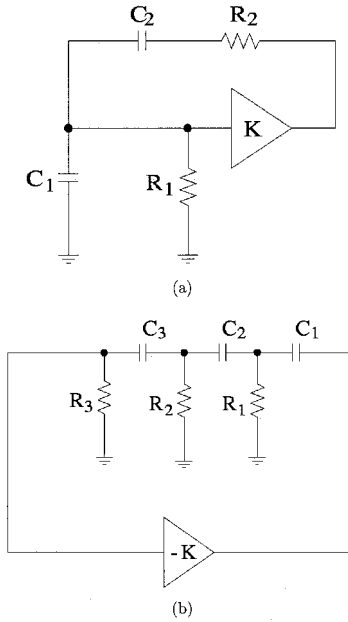 C₂ R₂
K
C₁ R₁
(a)
C₃ C₂ C₁
R₃ R₂ R₁
-K
(b)